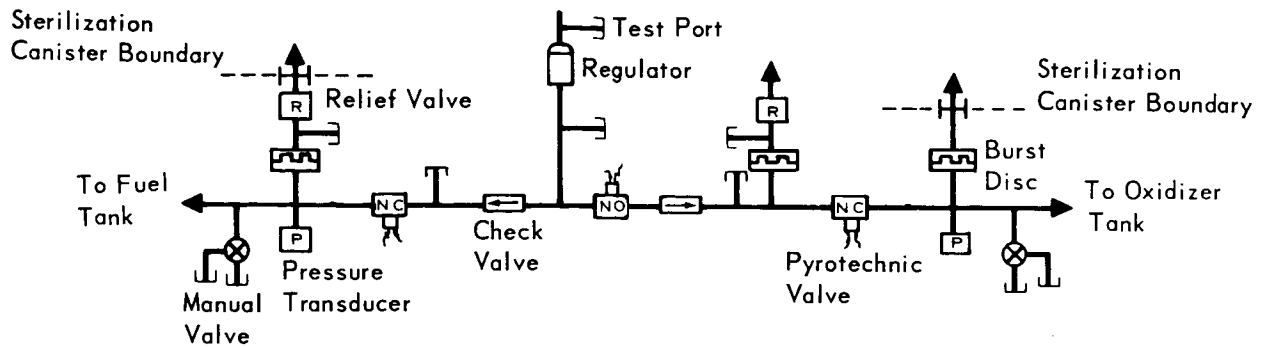 Sterilization
Canister Boundary
Test Port
Regulator
Sterilization
Canister Boundary
R
Relief Valve
R
Burst
Disc
To Fuel
Tank
NC
NO
NC
To Oxidizer
Tank
P
Check
Valve
P
Pressure
Transducer
Pyrotechnic
Valve
Manual
Valve